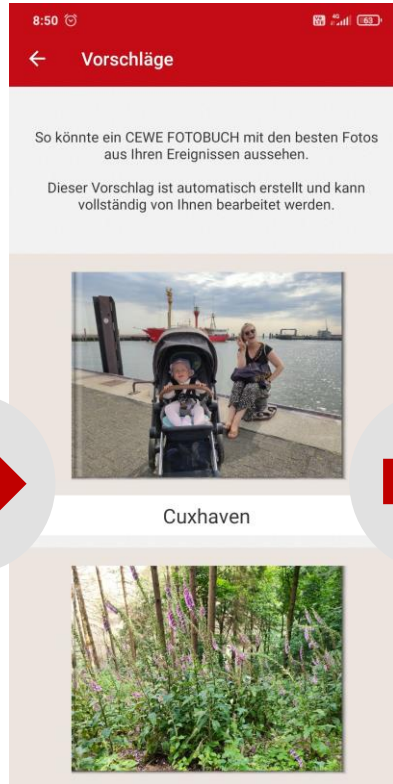 8:50
4G
63
Vorschläge
So könnte ein CEWE FOTOBUCH mit den besten Fotos
aus Ihren Ereignissen aussehen.
Dieser Vorschlag ist automatisch erstellt und kann
vollständig von Ihnen bearbeitet werden.
Cuxhaven